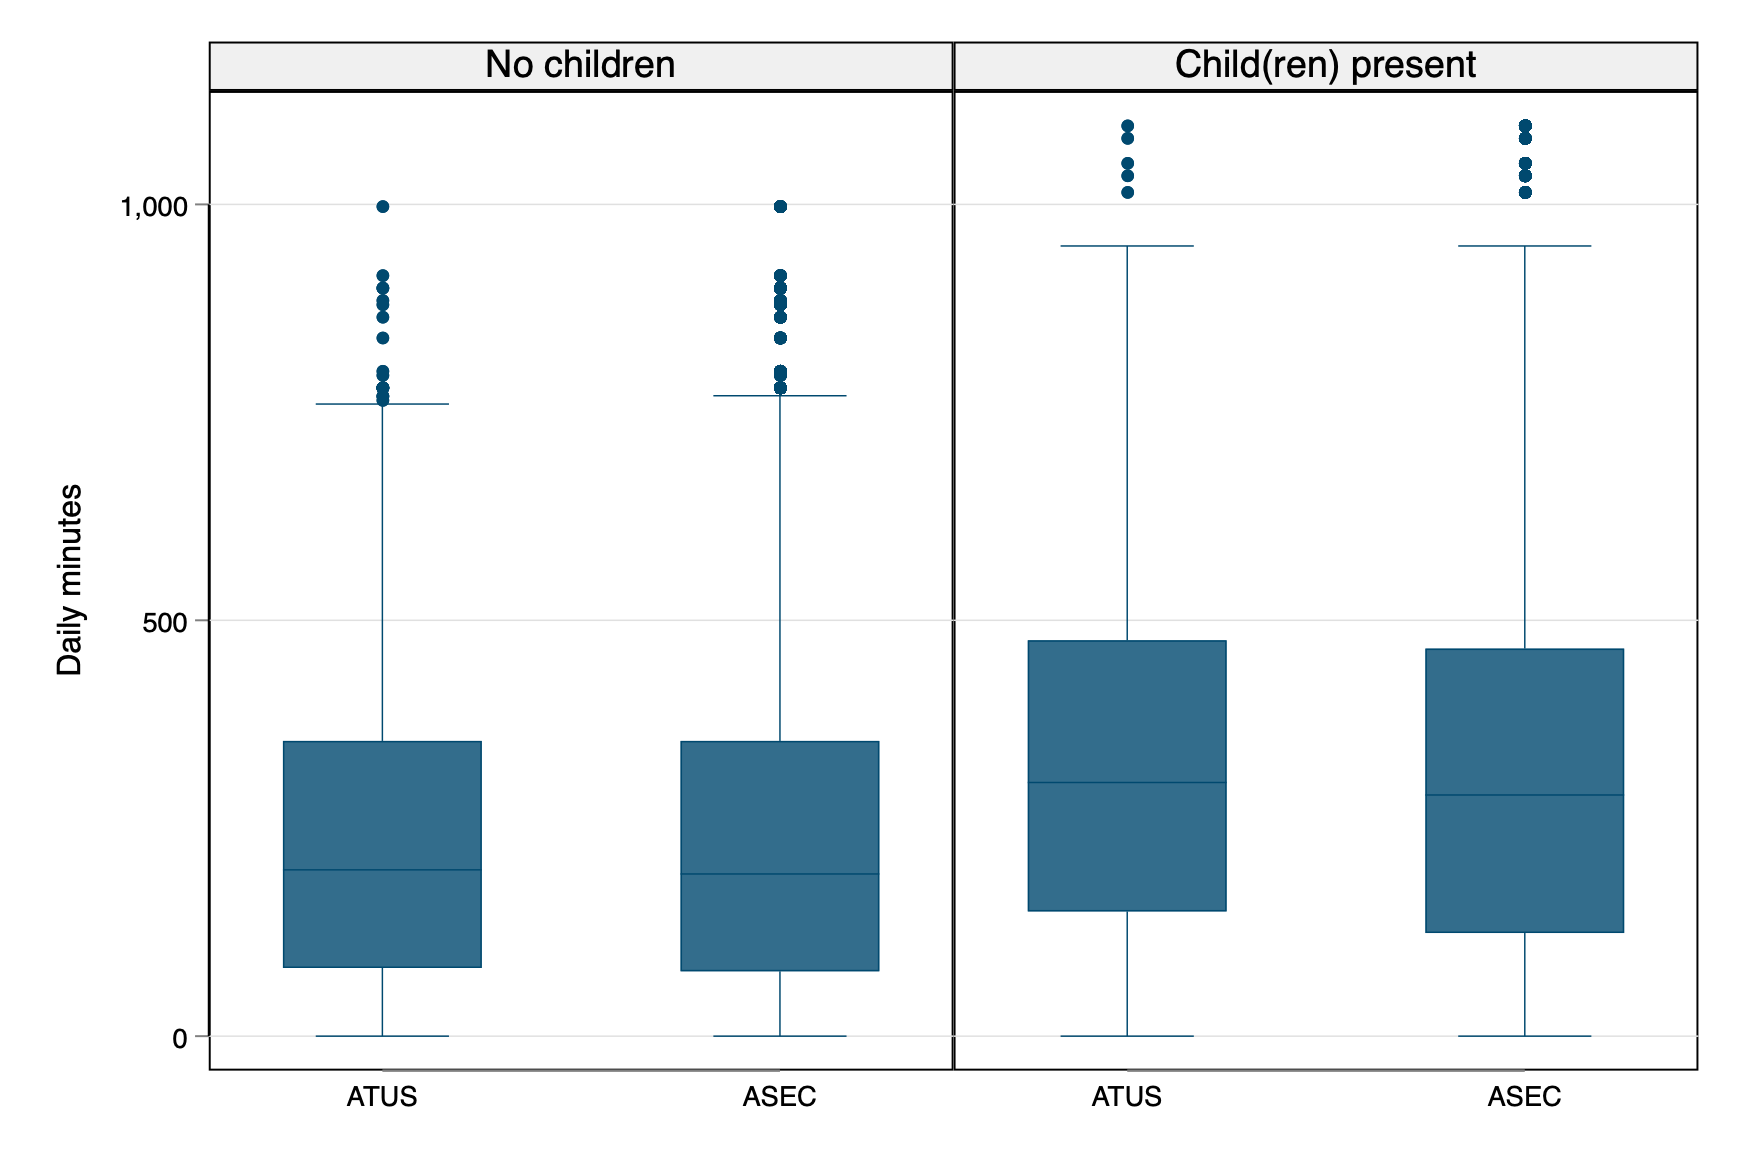 No children
Child(ren) present
Daily minutes
1,000
500
0
ATUS
ASEC
ATUS
ASEC